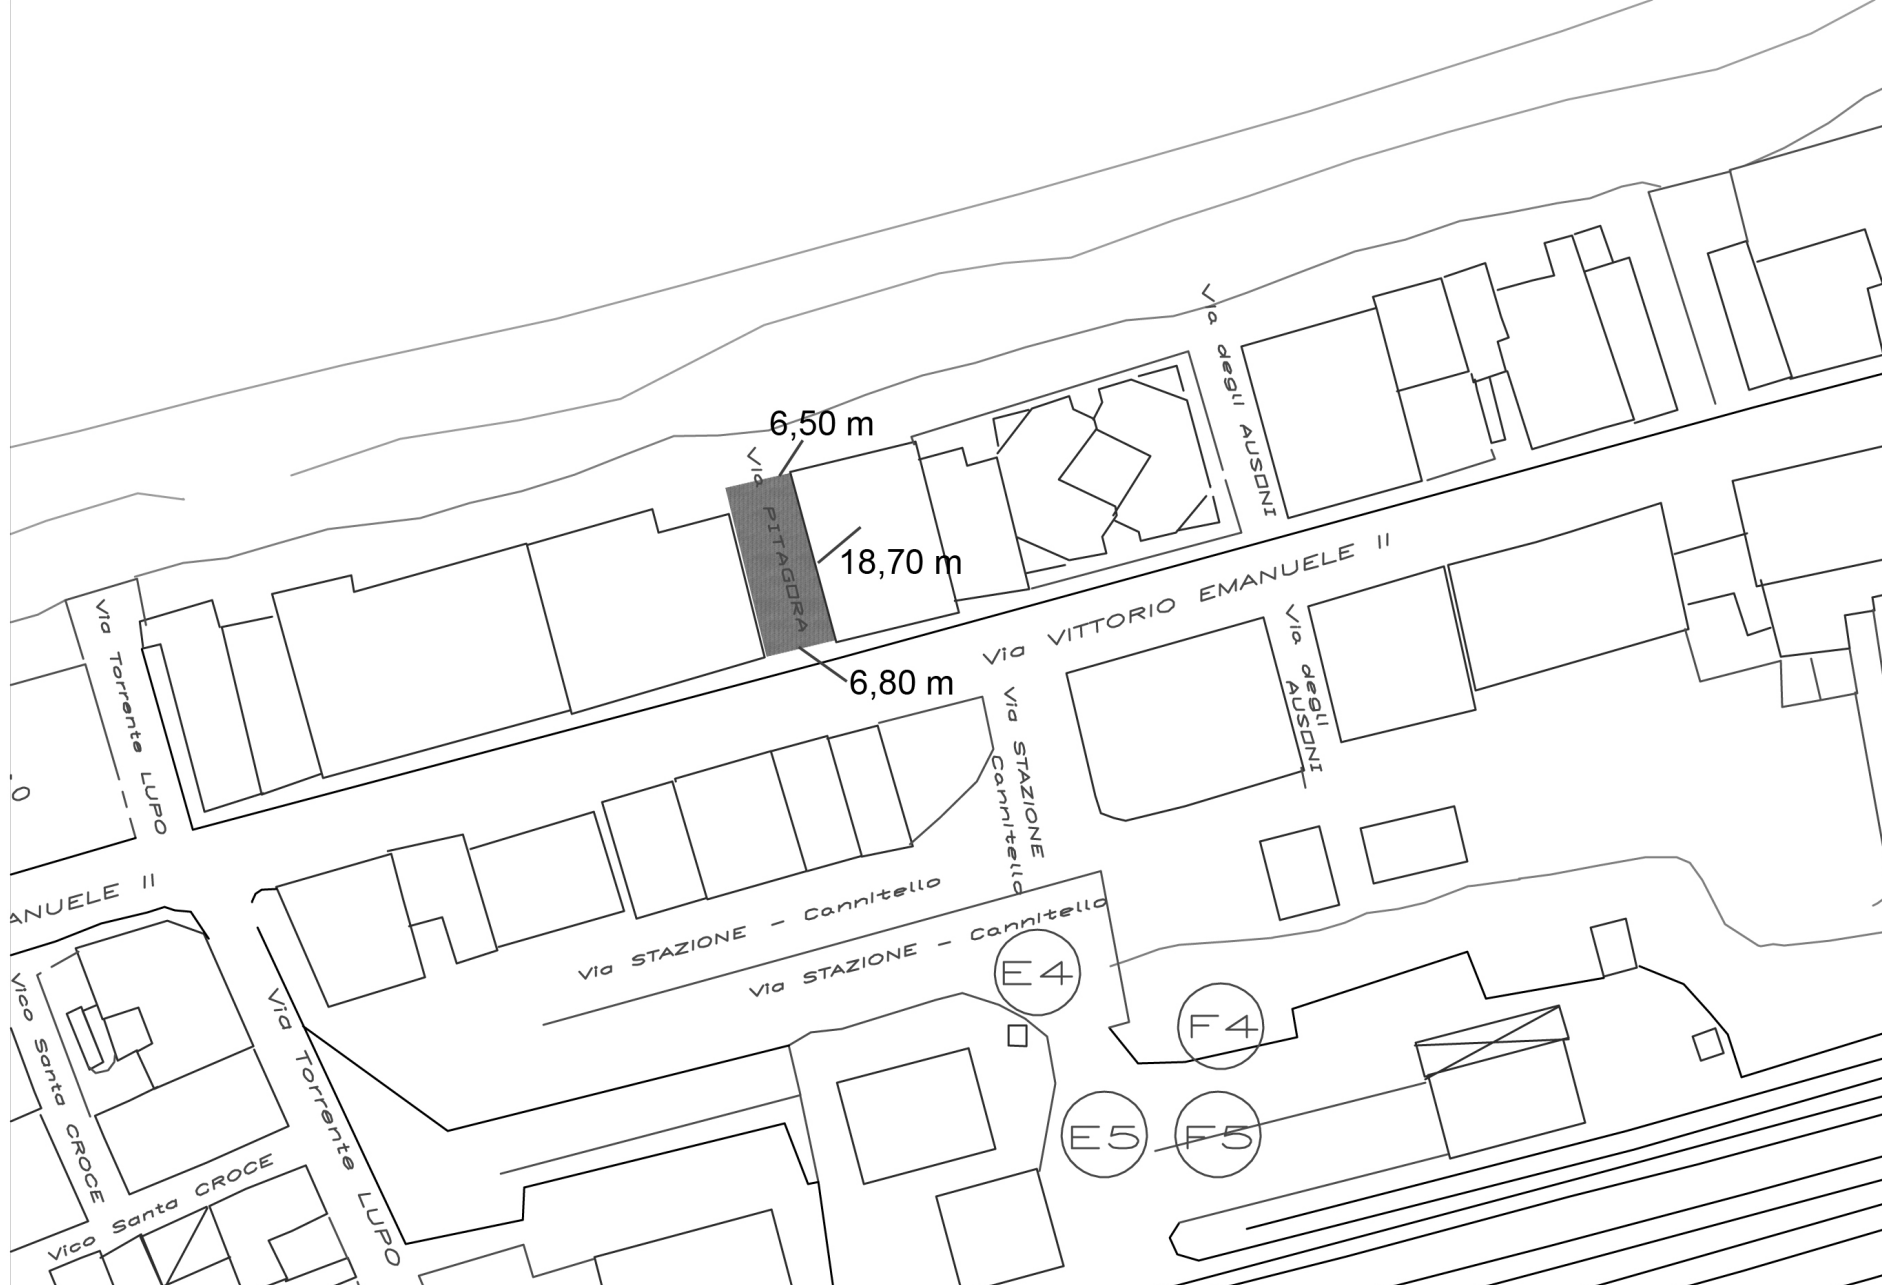 Via degli AUSONI
6,50 m
Via PITAGORA
18,70 m
6,80 m
Via VITTORIO EMANUELE II
Via Torrente LUPO
Via degli
AUSONI
Via STAZIONE
Cannitello
O
ANUELE II
Via STAZIONE - Cannitello
Via STAZIONE - Cannitello
E4
F4
E5
F5
Vico Santa CROCE
Via Torrente LUPO
Vico Santa CROCE